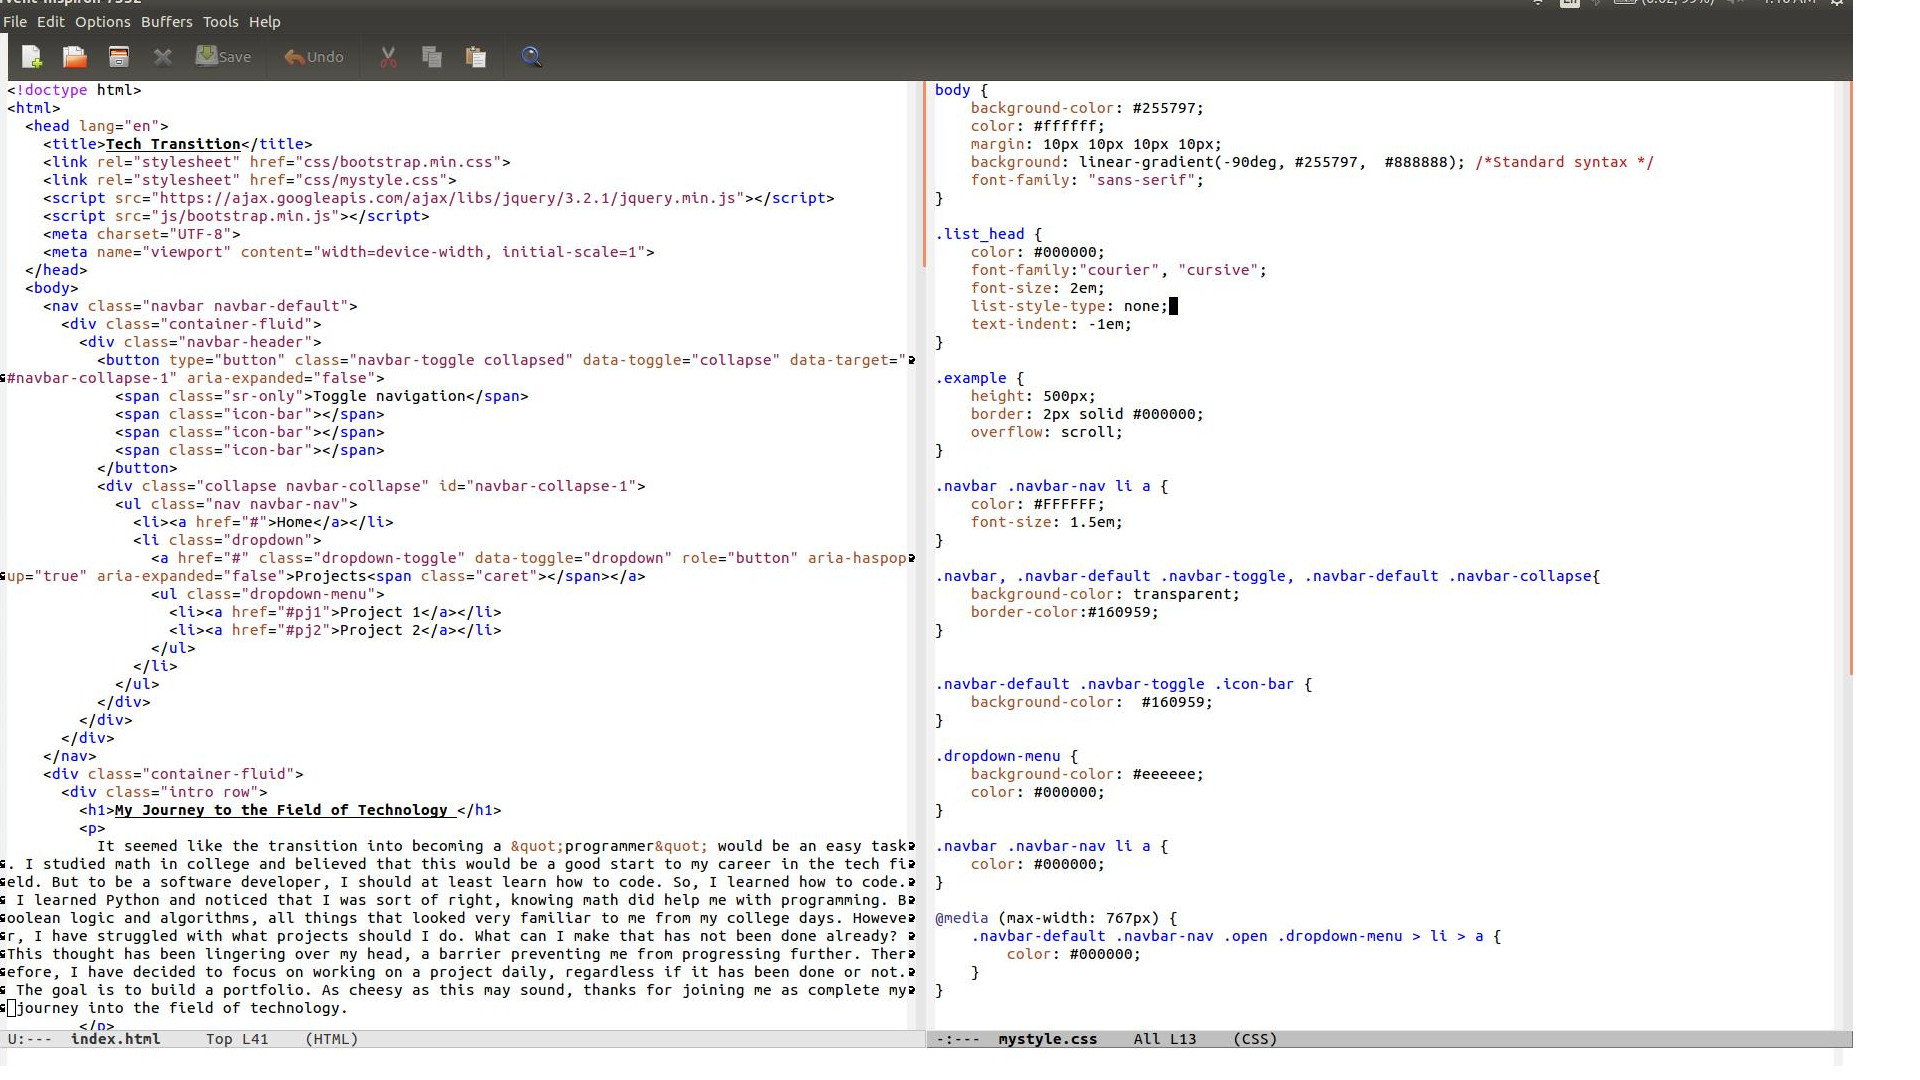 File Edit Options Buffers Tools Help
Save Undo
<!doctype html>
<html>
  <head lang="en">
    <title>Tech Transition</title>
    <link rel="stylesheet" href="css/bootstrap.min.css">
    <link rel="stylesheet" href="css/mystyle.css">
    <script src="https://ajax.googleapis.com/ajax/libs/jquery/3.2.1/jquery.min.js"></script>
    <script src="js/bootstrap.min.js"></script>
    <meta charset="UTF-8">
    <meta name="viewport" content="width=device-width, initial-scale=1">
  </head>
  <body>
    <nav class="navbar navbar-default">
      <div class="container-fluid">
        <div class="navbar-header">
          <button type="button" class="navbar-toggle collapsed" data-toggle="collapse" data-target="
#navbar-collapse-1" aria-expanded="false">
            <span class="sr-only">Toggle navigation</span>
            <span class="icon-bar"></span>
            <span class="icon-bar"></span>
            <span class="icon-bar"></span>
          </button>
          <div class="collapse navbar-collapse" id="navbar-collapse-1">
            <ul class="nav navbar-nav">
              <li><a href="#">Home</a></li>
              <li class="dropdown">
                <a href="#" class="dropdown-toggle" data-toggle="dropdown" role="button" aria-haspop
up="true" aria-expanded="false">Projects<span class="caret"></span></a>
                <ul class="dropdown-menu">
                  <li><a href="#pj1">Project 1</a></li>
                  <li><a href="#pj2">Project 2</a></li>
                </ul>
              </li>
            </ul>
          </div>
        </div>
      </div>
    </nav>
    <div class="container-fluid">
      <div class="intro row">
        <h1>My Journey to the Field of Technology </h1>
        <p>
          It seemed like the transition into becoming a &quot;programmer&quot; would be an easy task
. I studied math in college and believed that this would be a good start to my career in the tech fi
eld. But to be a software developer, I should at least learn how to code. So, I learned how to code.
 I learned Python and noticed that I was sort of right, knowing math did help me with programming. B
oolean logic and algorithms, all things that looked very familiar to me from my college days. Howeve
r, I have struggled with what projects should I do. What can I make that has not been done already?
This thought has been lingering over my head, a barrier preventing me from progressing further. Ther
efore, I have decided to focus on working on a project daily, regardless if it has been done or not.
 The goal is to build a portfolio. As cheesy as this may sound, thanks for joining me as complete my
 journey into the field of technology.
        </p>
U:---  index.html     Top L41    (HTML)
body {
    background-color: #255797;
    color: #ffffff;
    margin: 10px 10px 10px 10px;
    background: linear-gradient(-90deg, #255797,  #888888); /*Standard syntax */
    font-family: "sans-serif";
}
.list_head {
    color: #000000;
    font-family:"courier", "cursive";
    font-size: 2em;
    list-style-type: none;
    text-indent: -1em;
}
.example {
    height: 500px;
    border: 2px solid #000000;
    overflow: scroll;
}
.navbar .navbar-nav li a {
    color: #FFFFFF;
    font-size: 1.5em;
}
.navbar, .navbar-default .navbar-toggle, .navbar-default .navbar-collapse{
    background-color: transparent;
    border-color:#160959;
}
.navbar-default .navbar-toggle .icon-bar {
    background-color:  #160959;
}
.dropdown-menu {
    background-color: #eeeeee;
    color: #000000;
}
.navbar .navbar-nav li a {
    color: #000000;
}
@media (max-width: 767px) {
    .navbar-default .navbar-nav .open .dropdown-menu > li > a {
        color: #000000;
    }
}
-:---  mystyle.css    All L13    (CSS)